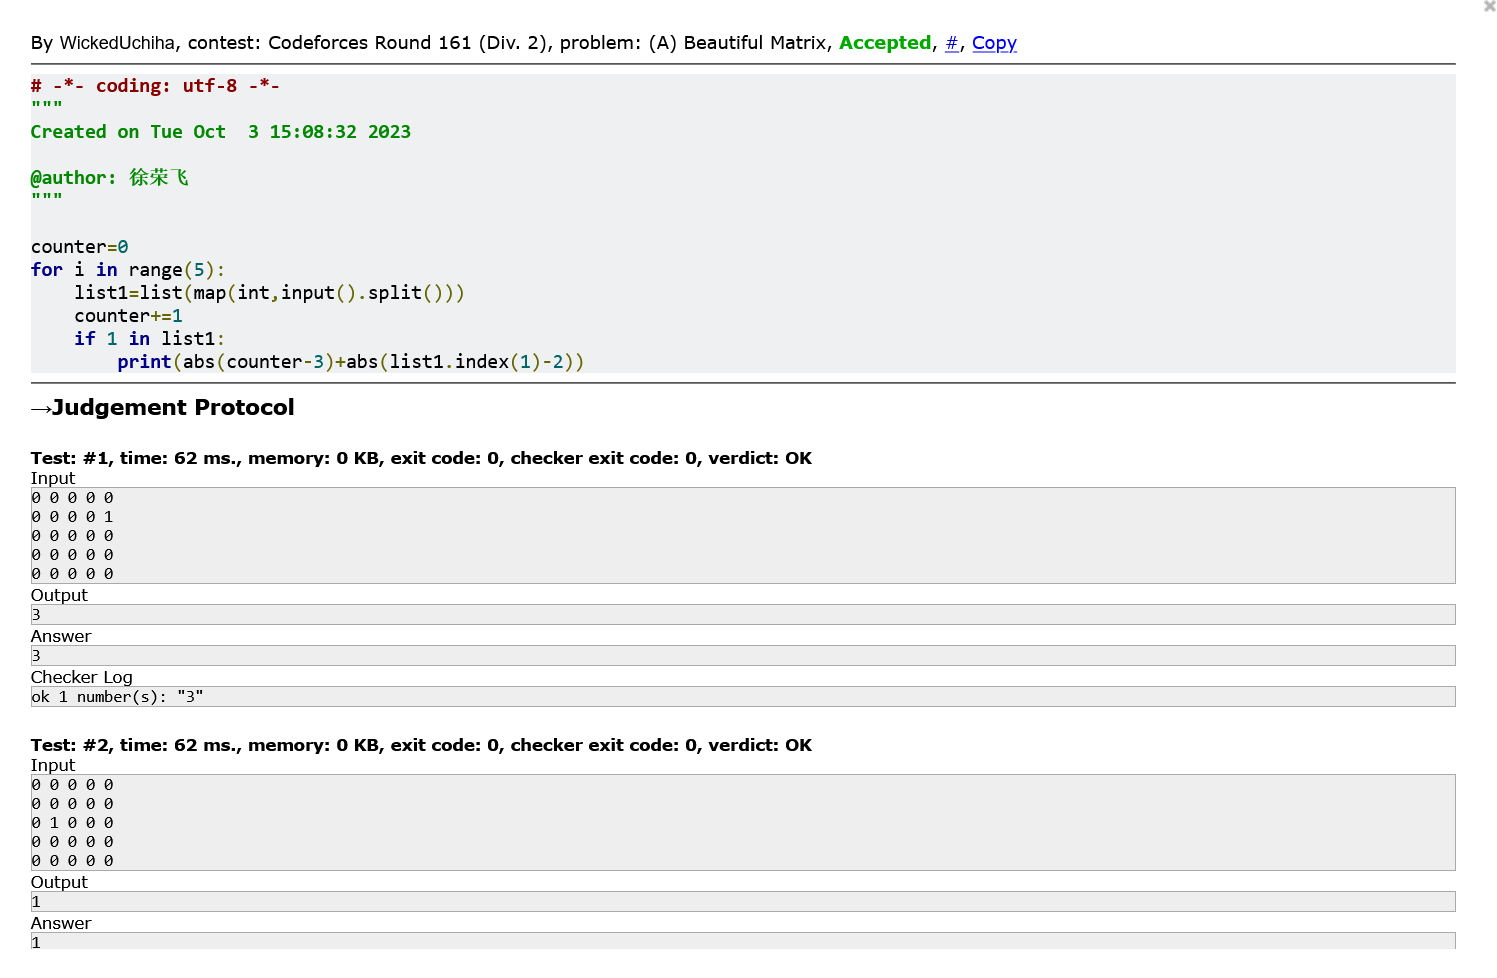 By WickedUchiha, contest: Codeforces Round 161 (Div. 2), problem: (A) Beautiful Matrix, Accepted, #, Copy
# -*- coding: utf-8 -*-
"""
Created on Tue Oct  3 15:08:32 2023
@author: 徐荣飞
"""
counter=0
for i in range(5):
    list1=list(map(int,input().split()))
    counter+=1
    if 1 in list1:
        print(abs(counter-3)+abs(list1.index(1)-2))
→Judgement Protocol
Test: #1, time: 62 ms., memory: 0 KB, exit code: 0, checker exit code: 0, verdict: OK
Input
0 0 0 0 0
0 0 0 0 1
0 0 0 0 0
0 0 0 0 0
0 0 0 0 0
Output
3
Answer
3
Checker Log
ok 1 number(s): "3"
Test: #2, time: 62 ms., memory: 0 KB, exit code: 0, checker exit code: 0, verdict: OK
Input
0 0 0 0 0
0 0 0 0 0
0 1 0 0 0
0 0 0 0 0
0 0 0 0 0
Output
1
Answer
1